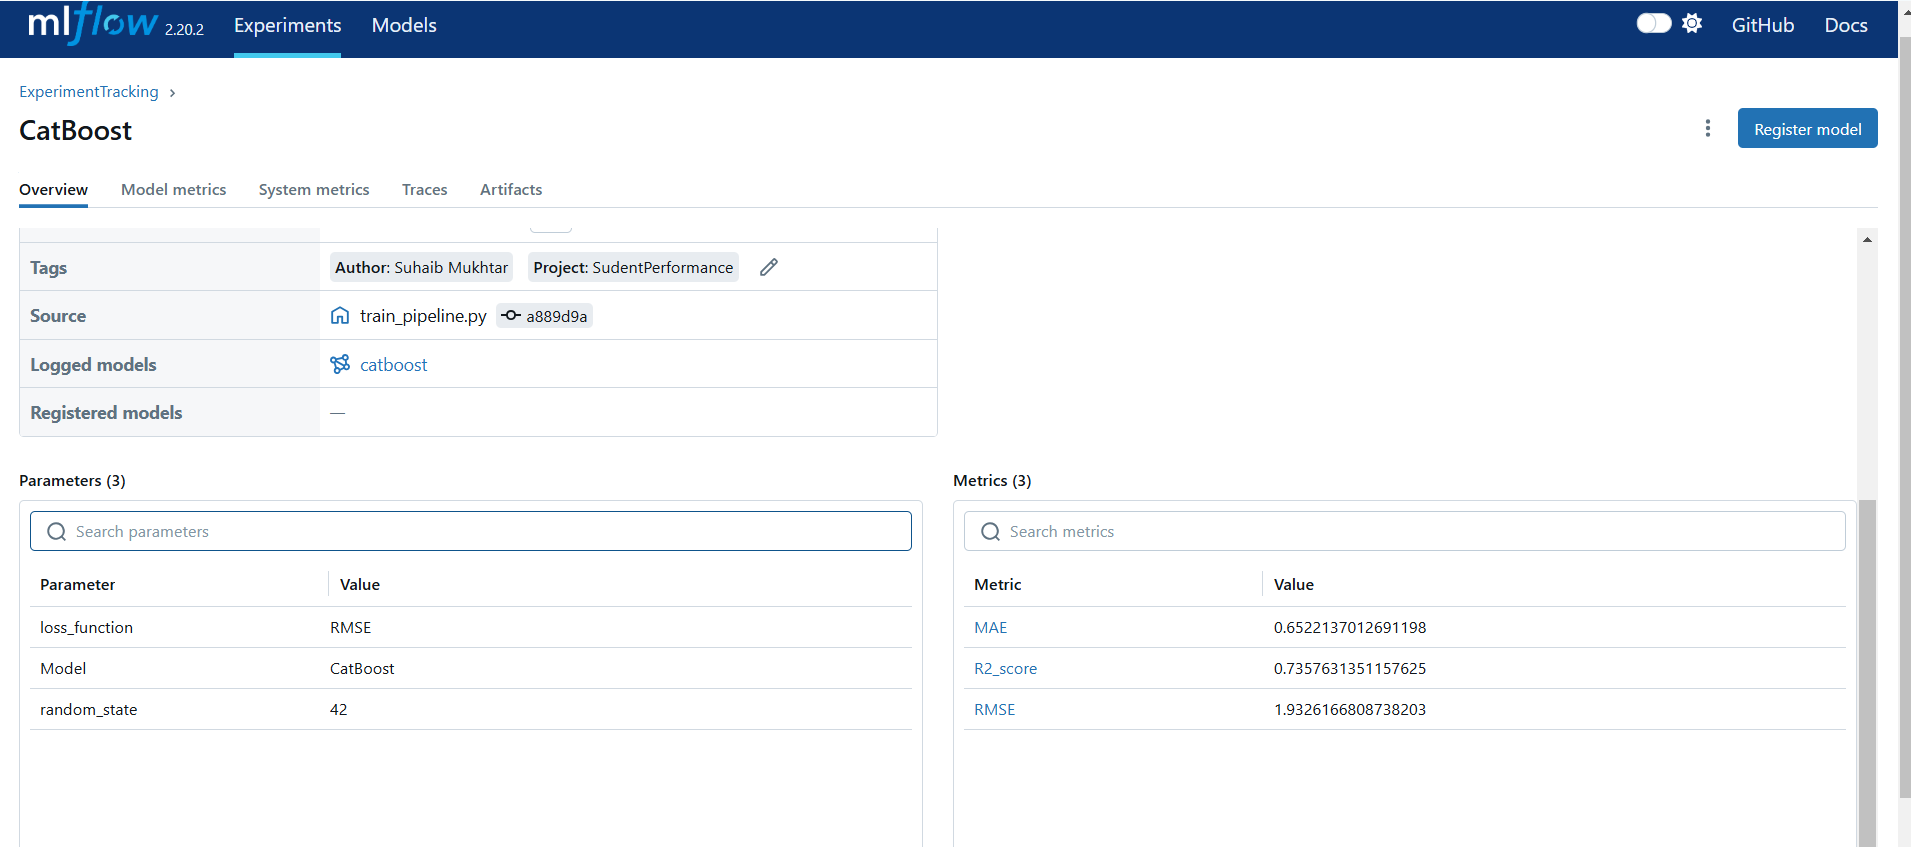 mlflow 2.20.2 Experiments Models GitHub Docs
ExperimentTracking
CatBoost
Register model
Overview Model metrics System metrics Traces Artifacts
Tags Author: Suhaib Mukhtar Project: SudentPerformance
Source train_pipeline.py a889d9a
Logged models catboost
Registered models —
Parameters (3)
Search parameters
Parameter Value
loss_function RMSE
Model CatBoost
random_state 42
Metrics (3)
Search metrics
Metric Value
MAE 0.6522137012691198
R2_score 0.7357631351157625
RMSE 1.9326166808738203